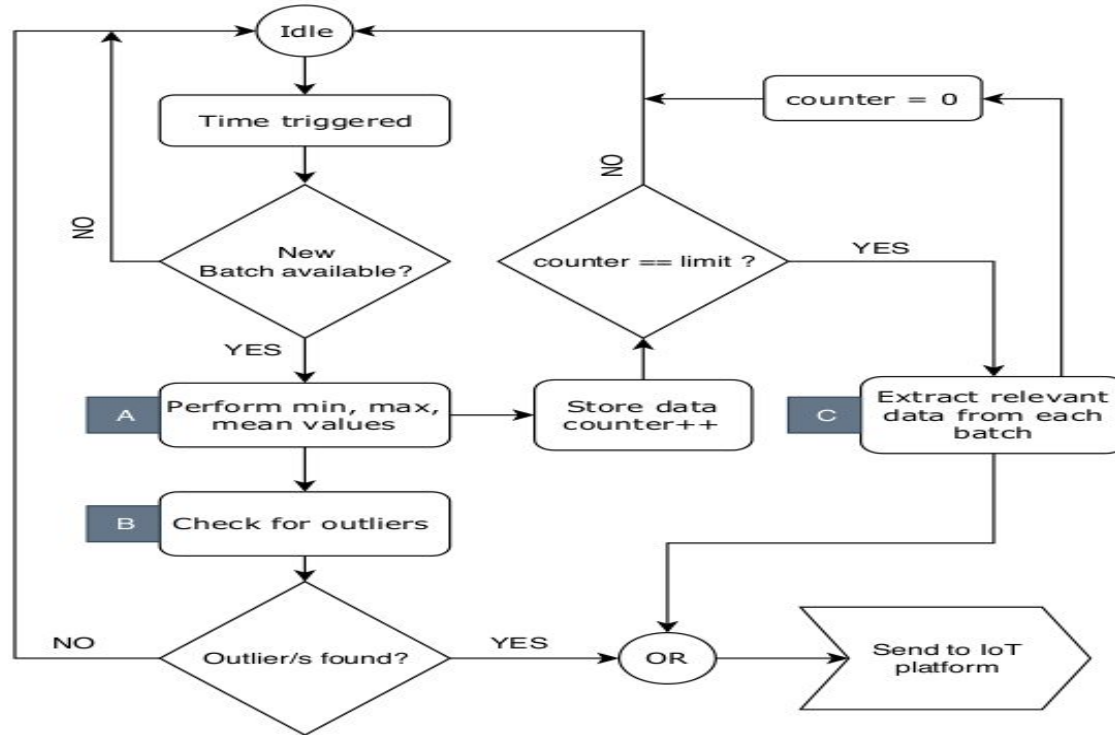 Idle
Time triggered
counter = 0
NO
NO
New
Batch available?
counter == limit ?
YES
YES
A
Perform min, max,
mean values
Store data
counter++
C
Extract relevant
data from each
batch
B
Check for outliers
NO
Outlier/s found?
YES
OR
Send to IoT
platform